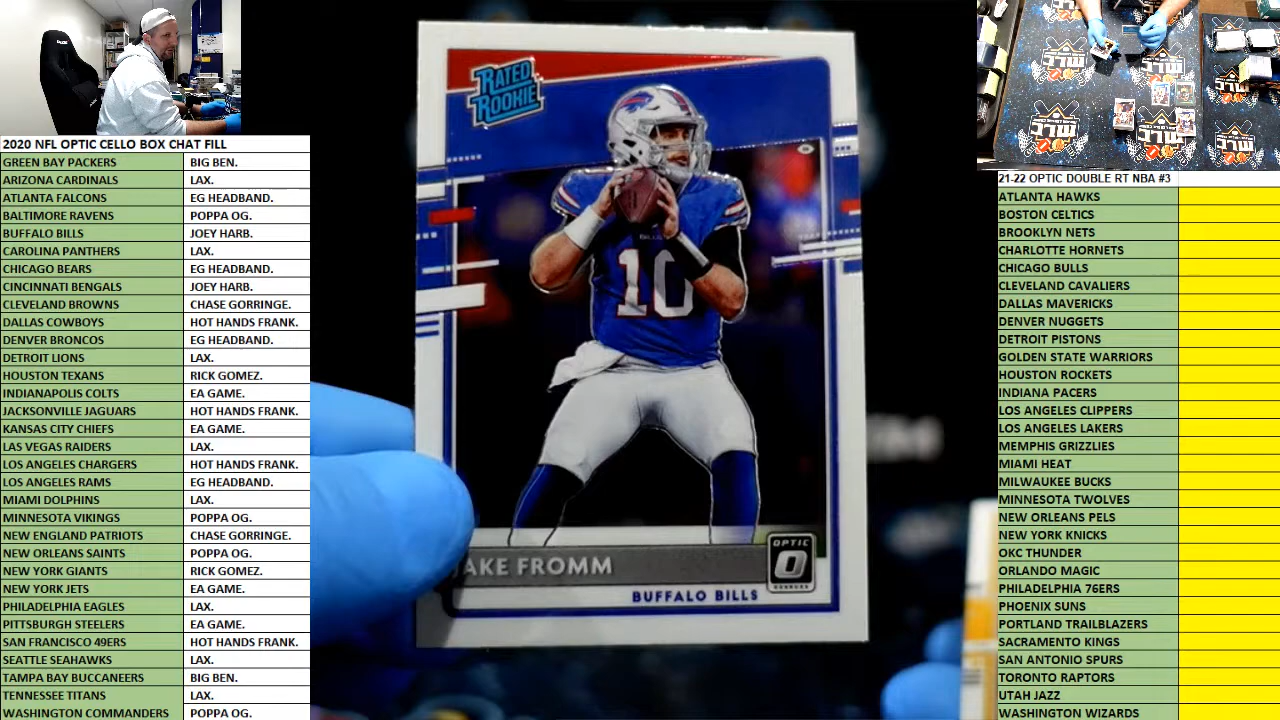 2020 NFL OPTIC CELLO BOX CHAT FILL
GREEN BAY PACKERS BIG BEN.
ARIZONA CARDINALS LAX.
ATLANTA FALCONS EG HEADBAND.
BALTIMORE RAVENS POPPA OG.
BUFFALO BILLS JOEY HARB.
CAROLINA PANTHERS LAX.
CHICAGO BEARS EG HEADBAND.
CINCINNATI BENGALS JOEY HARB.
CLEVELAND BROWNS CHASE GORRINGE.
DALLAS COWBOYS HOT HANDS FRANK.
DENVER BRONCOS EG HEADBAND.
DETROIT LIONS LAX.
HOUSTON TEXANS RICK GOMEZ.
INDIANAPOLIS COLTS EA GAME.
JACKSONVILLE JAGUARS HOT HANDS FRANK.
KANSAS CITY CHIEFS EA GAME.
LAS VEGAS RAIDERS LAX.
LOS ANGELES CHARGERS HOT HANDS FRANK.
LOS ANGELES RAMS EG HEADBAND.
MIAMI DOLPHINS LAX.
MINNESOTA VIKINGS POPPA OG.
NEW ENGLAND PATRIOTS CHASE GORRINGE.
NEW ORLEANS SAINTS POPPA OG.
NEW YORK GIANTS RICK GOMEZ.
NEW YORK JETS EA GAME.
PHILADELPHIA EAGLES LAX.
PITTSBURGH STEELERS EA GAME.
SAN FRANCISCO 49ERS HOT HANDS FRANK.
SEATTLE SEAHAWKS LAX.
TAMPA BAY BUCCANEERS BIG BEN.
TENNESSEE TITANS LAX.
WASHINGTON COMMANDERS POPPA OG.
RATED
ROOKIE
10
AKE FROMM
BUFFALO BILLS
OPTIC
O
DONRUSS
21-22 OPTIC DOUBLE RT NBA #3
ATLANTA HAWKS
BOSTON CELTICS
BROOKLYN NETS
CHARLOTTE HORNETS
CHICAGO BULLS
CLEVELAND CAVALIERS
DALLAS MAVERICKS
DENVER NUGGETS
DETROIT PISTONS
GOLDEN STATE WARRIORS
HOUSTON ROCKETS
INDIANA PACERS
LOS ANGELES CLIPPERS
LOS ANGELES LAKERS
MEMPHIS GRIZZLIES
MIAMI HEAT
MILWAUKEE BUCKS
MINNESOTA TWOLVES
NEW ORLEANS PELS
NEW YORK KNICKS
OKC THUNDER
ORLANDO MAGIC
PHILADELPHIA 76ERS
PHOENIX SUNS
PORTLAND TRAILBLAZERS
SACRAMENTO KINGS
SAN ANTONIO SPURS
TORONTO RAPTORS
UTAH JAZZ
WASHINGTON WIZARDS